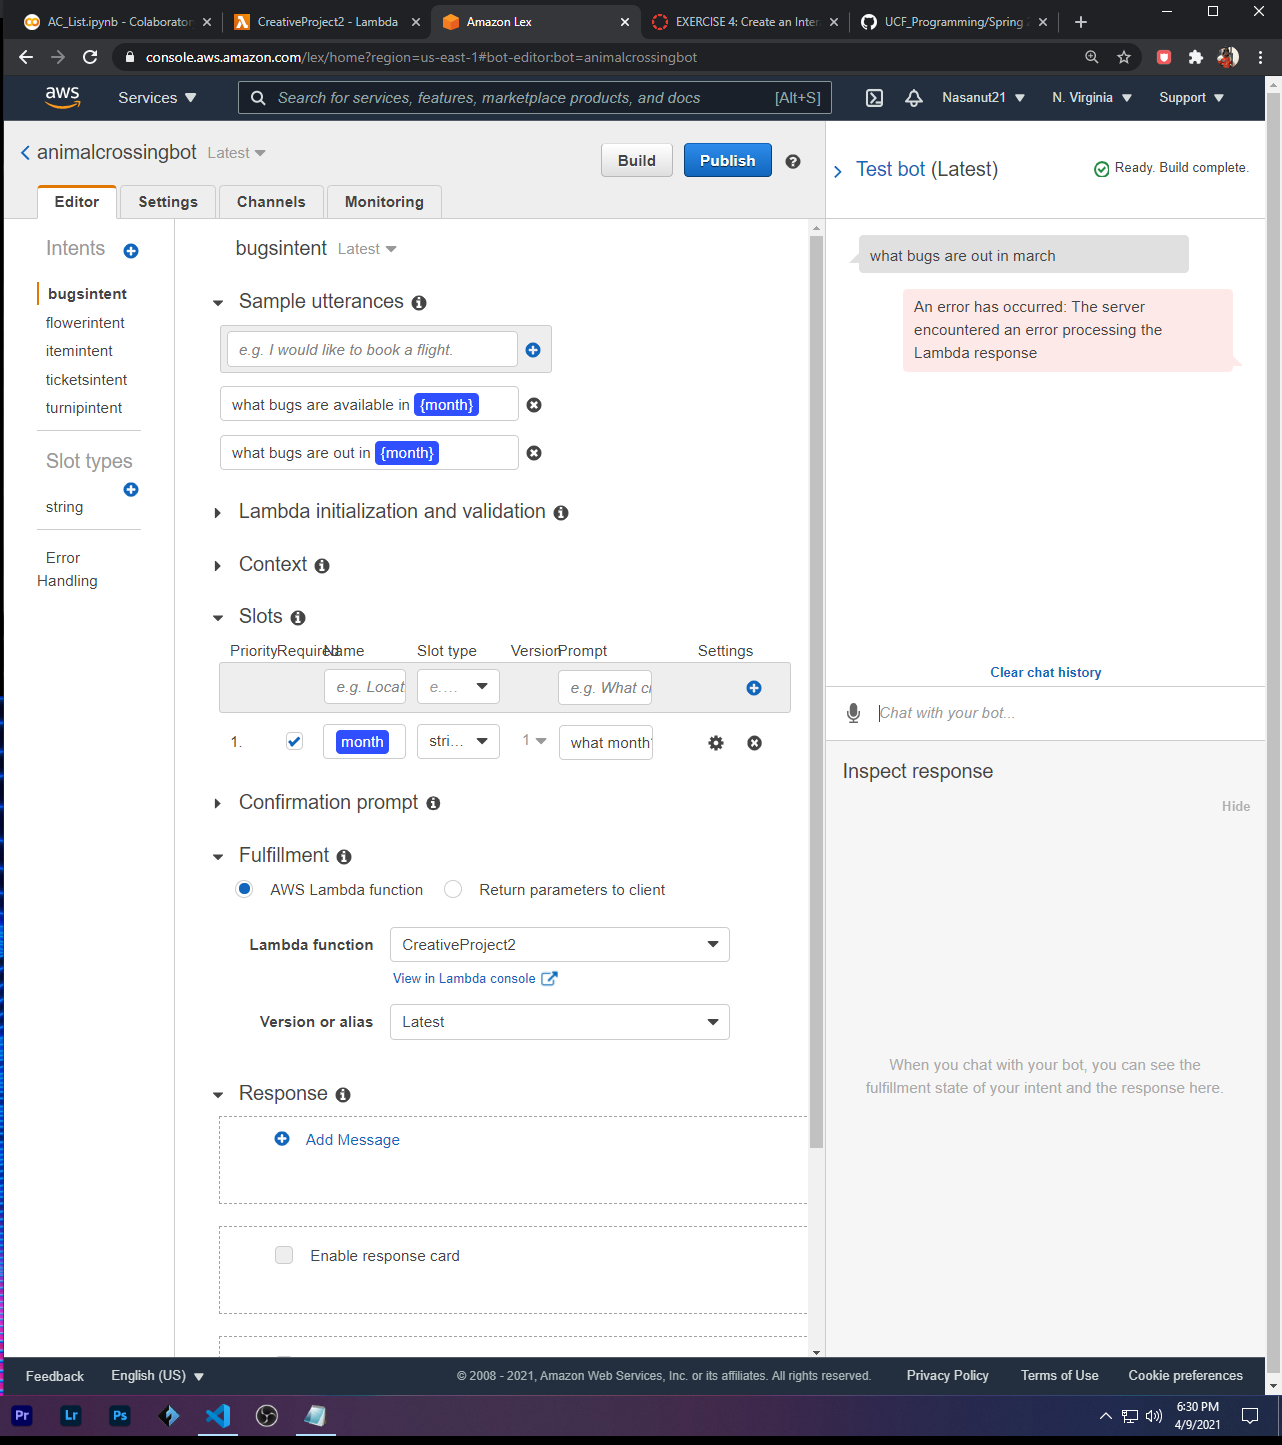 AC_List.ipynb - Colaborator
CreativeProject2 - Lambda
Amazon Lex
EXERCISE 4: Create an Inter
UCF_Programming/Spring
console.aws.amazon.com/lex/home?region=us-east-1#bot-editor:bot=animalcrossingbot
aws
Services
Search for services, features, marketplace products, and docs
[Alt+S]
Nasanut21
N. Virginia
Support
animalcrossingbot
Latest
Build
Publish
Editor
Settings
Channels
Monitoring
Intents
bugsintent
flowerintent
itemintent
ticketsintent
turnipintent
Slot types
string
Error
Handling
bugsintent
Latest
Sample utterances
e.g. I would like to book a flight.
what bugs are available in {month}
what bugs are out in {month}
Lambda initialization and validation
Context
Slots
Priority
Required
Name
Slot type
Version
Prompt
Settings
e.g. Locat
e....
e.g. What ci
1.
month
stri...
1
what month?
Confirmation prompt
Fulfillment
AWS Lambda function
Return parameters to client
Lambda function
CreativeProject2
View in Lambda console
Version or alias
Latest
Response
Add Message
Enable response card
Test bot (Latest)
Ready. Build complete.
what bugs are out in march
An error has occurred: The server
encountered an error processing the
Lambda response
Clear chat history
Chat with your bot...
Inspect response
Hide
When you chat with your bot, you can see the
fulfillment state of your intent and the response here.
Feedback
English (US)
© 2008 - 2021, Amazon Web Services, Inc. or its affiliates. All rights reserved.
Privacy Policy
Terms of Use
Cookie preferences
Pr
Lr
Ps
6:30 PM
4/9/2021